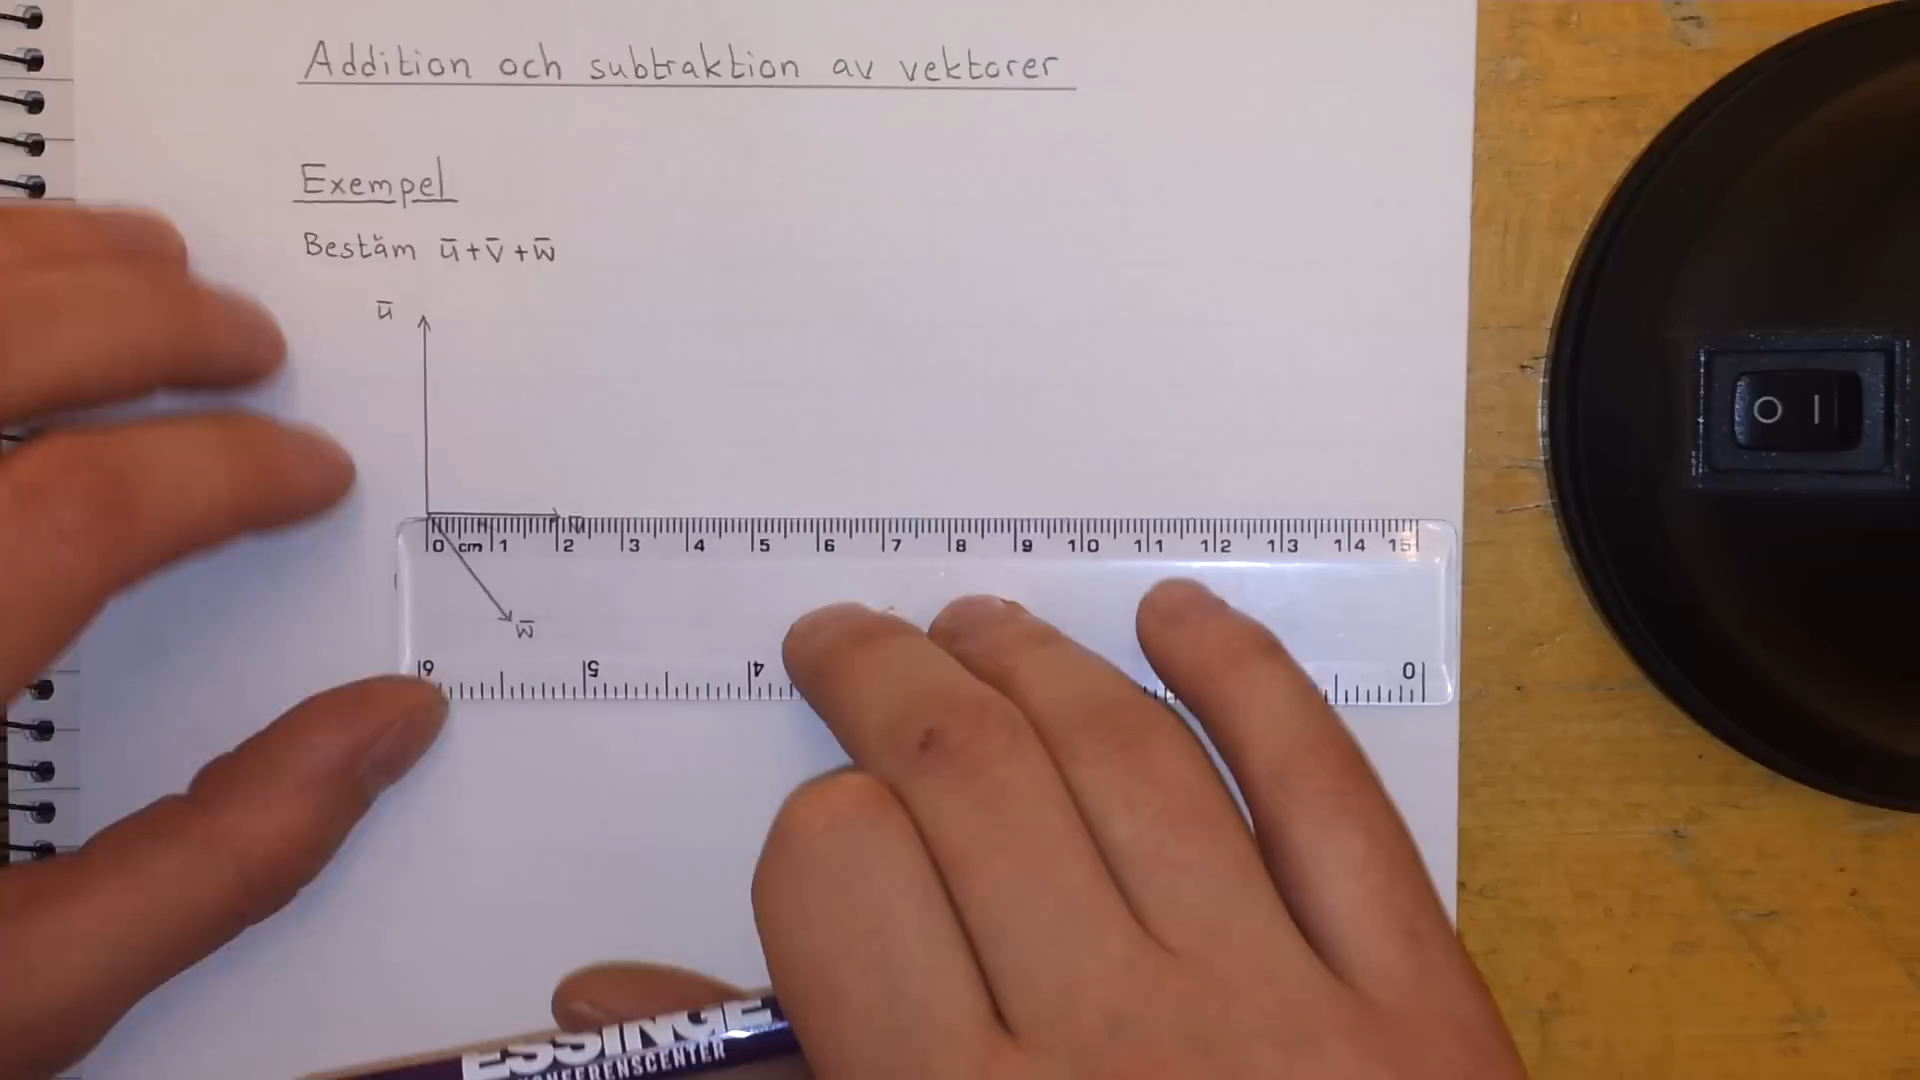 Addition och subtraktion av vektorer
Exempel
Bestäm ū+v̄+w̄
ū
0 cm 1 2 3 4 5 6 7 8 9 10 11 12 13 14 15
w̄
6 5 4 0
ESSINGE
KONFERENSCENTER
O I